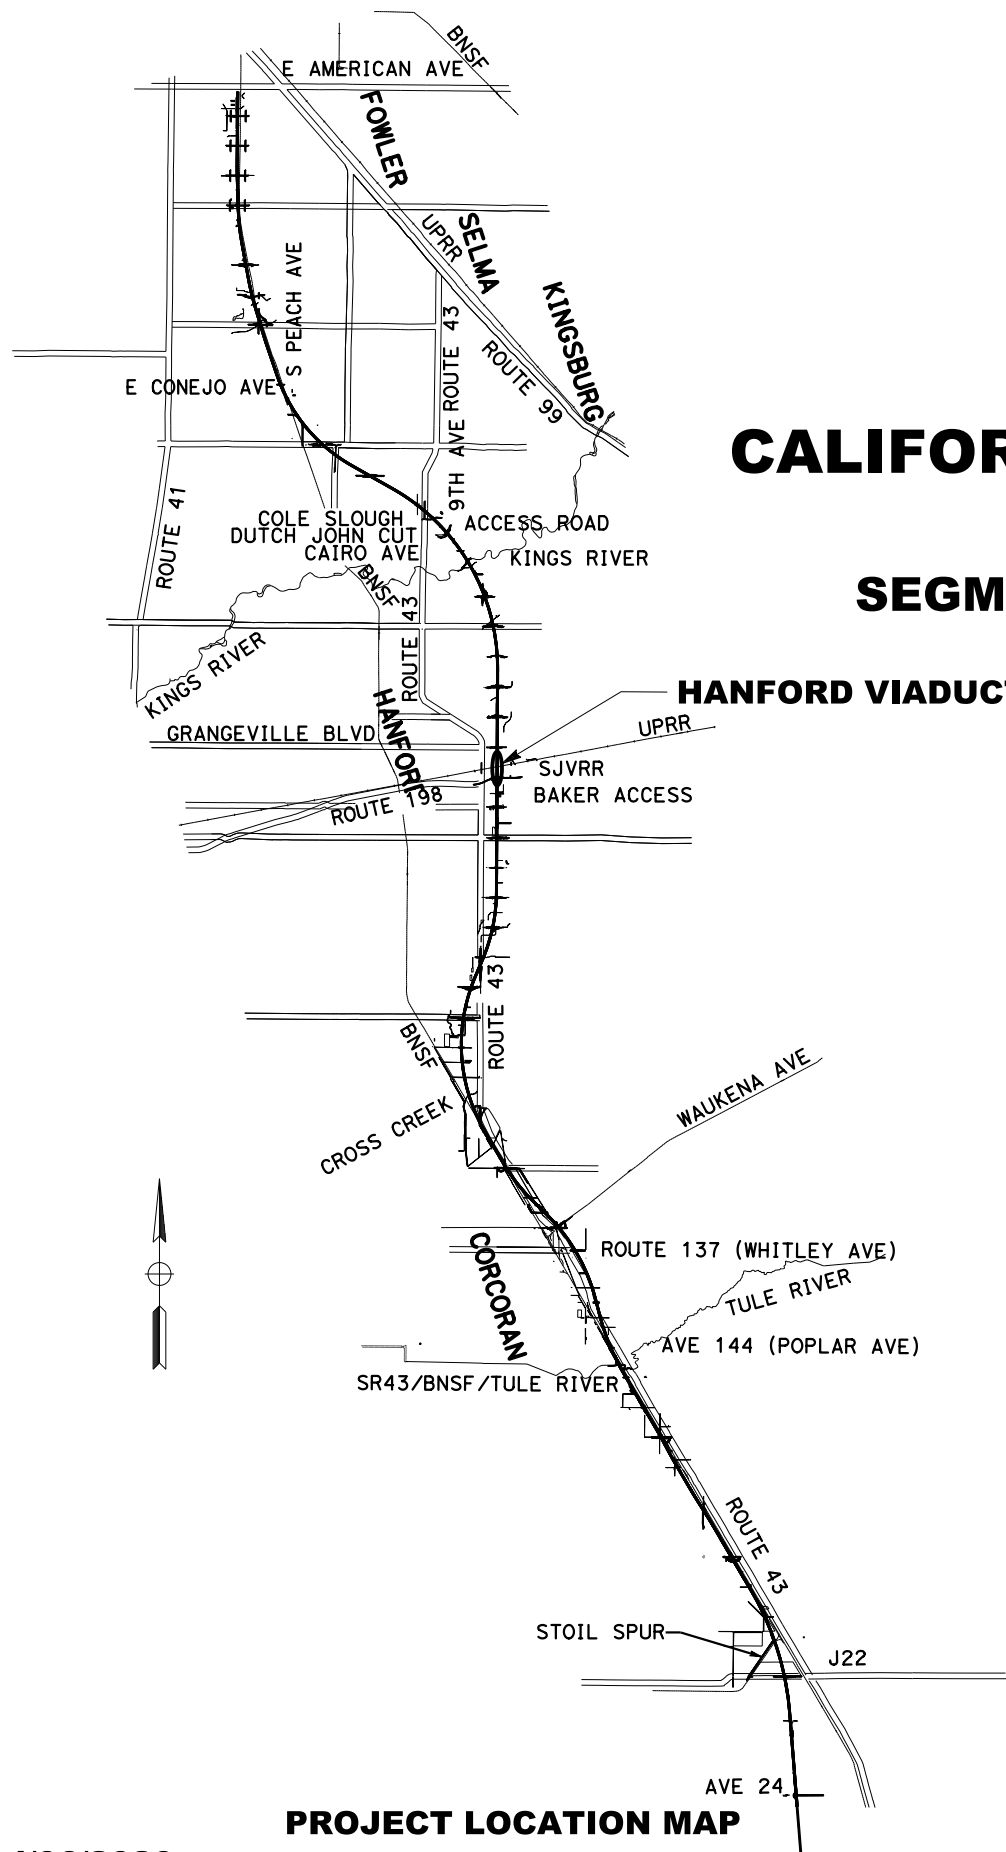 BNSF
E AMERICAN AVE
FOWLER
SELMA
UPRR
KINGSBURG
S PEACH AVE
ROUTE 43
ROUTE 99
E CONEJO AVE
9TH AVE
ROUTE 41
COLE SLOUGH
DUTCH JOHN CUT
CAIRO AVE
ACCESS ROAD
KINGS RIVER
BNSF
ROUTE 43
KINGS RIVER
CALIFOR
SEGM
HANFORD VIADUCT
HANFORD
GRANGEVILLE BLVD
UPRR
SJVRR
BAKER ACCESS
ROUTE 198
ROUTE 43
BNSF
CROSS CREEK
WAUKENA AVE
CORCORAN
ROUTE 137 (WHITLEY AVE)
TULE RIVER
AVE 144 (POPLAR AVE)
SR43/BNSF/TULE RIVER
ROUTE 43
STOIL SPUR
J22
AVE 24
PROJECT LOCATION MAP